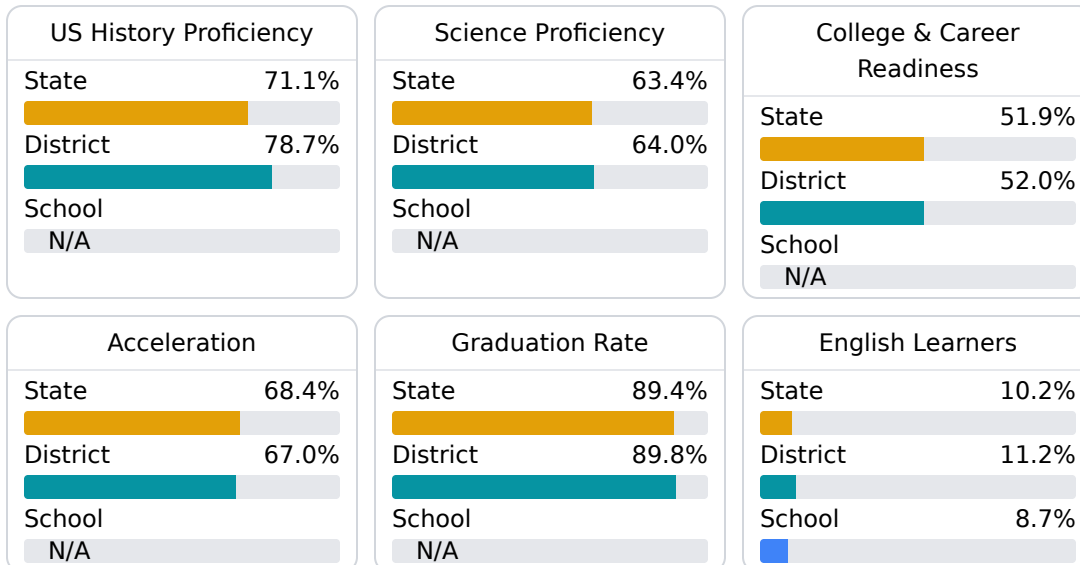 US History Proficiency
State 71.1%
District 78.7%
School
N/A
Science Proficiency
State 63.4%
District 64.0%
School
N/A
College & Career
Readiness
State 51.9%
District 52.0%
School
N/A
Acceleration
State 68.4%
District 67.0%
School
N/A
Graduation Rate
State 89.4%
District 89.8%
School
N/A
English Learners
State 10.2%
District 11.2%
School 8.7%